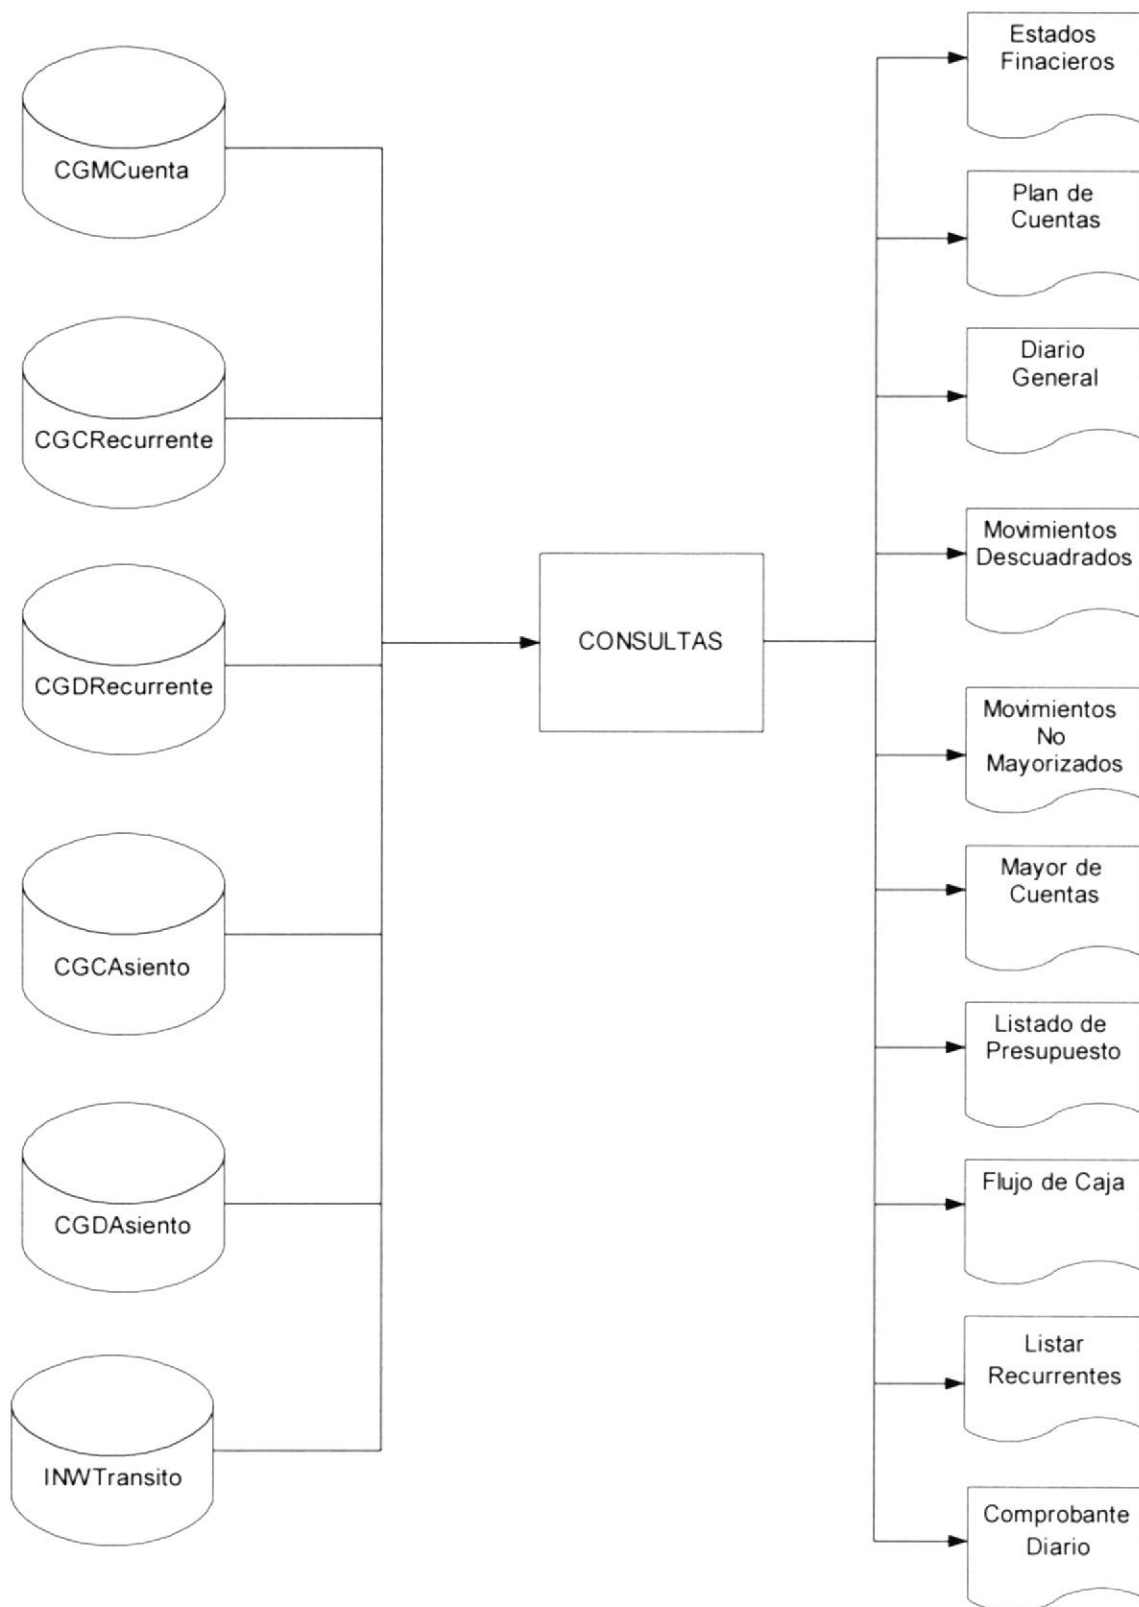 CGMCuenta
CGCRecurrente
CGDRecurrente
CGCAsiento
CGDAsiento
INWTransito
CONSULTAS
Estados
Finacieros
Plan de
Cuentas
Diario
General
Movimientos
Descuadrados
Movimientos
No
Mayorizados
Mayor de
Cuentas
Listado de
Presupuesto
Flujo de Caja
Listar
Recurrentes
Comprobante
Diario